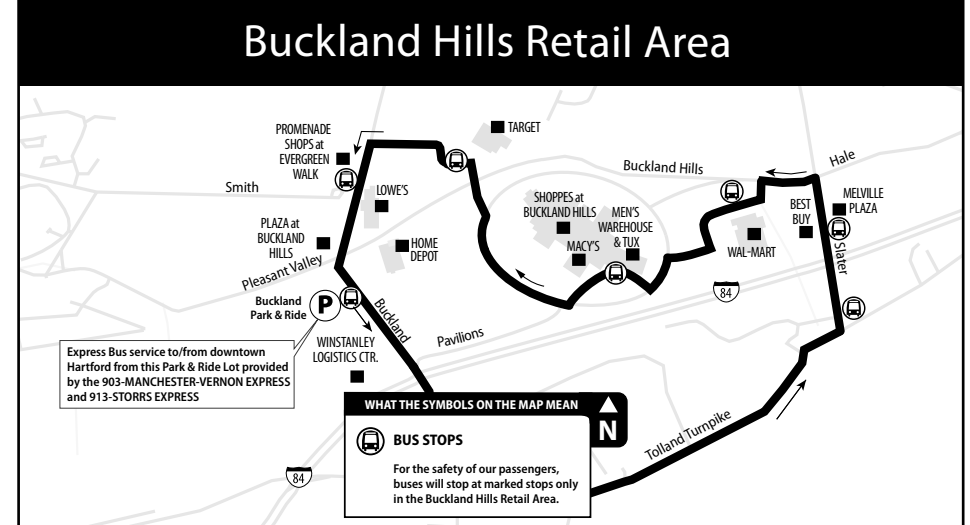 Buckland Hills Retail Area
PROMENADE
SHOPS at
EVERGREEN
WALK
TARGET
Smith
LOWE'S
Buckland Hills
Hale
SHOPPES at
BUCKLAND HILLS
MEN'S
WAREHOUSE
& TUX
MACY'S
BEST
BUY
MELVILLE
PLAZA
WAL-MART
Slater
PLAZA at
BUCKLAND
HILLS
HOME
DEPOT
Pleasant Valley
Buckland
Park & Ride
P
Buckland
84
Pavilions
WINSTANLEY
LOGISTICS CTR.
Express Bus service to/from downtown
Hartford from this Park & Ride Lot provided
by the 903-MANCHESTER-VERNON EXPRESS
and 913-STORRS EXPRESS
Tolland Turnpike
84
WHAT THE SYMBOLS ON THE MAP MEAN
N
BUS STOPS
For the safety of our passengers,
buses will stop at marked stops only
in the Buckland Hills Retail Area.